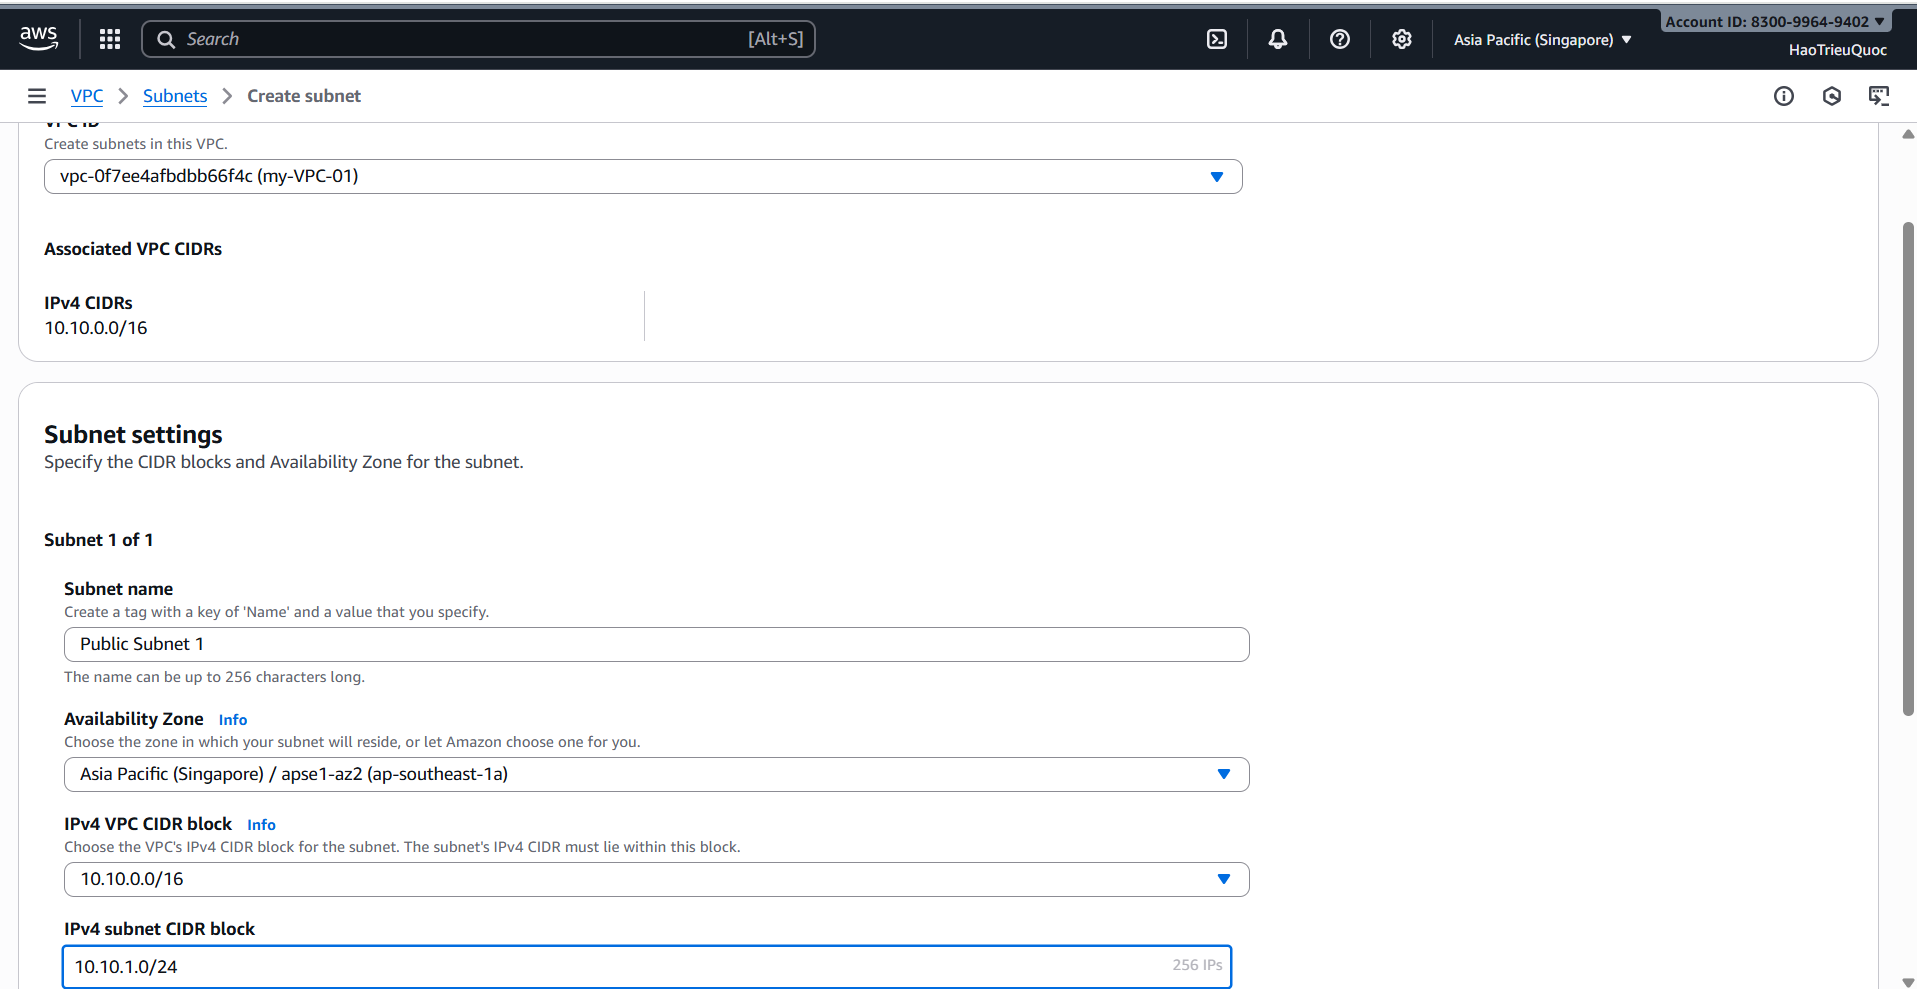 aws
Search
[Alt+S]
Asia Pacific (Singapore)
Account ID: 8300-9964-9402
HaoTrieuQuoc
VPC
Subnets
Create subnet
VPC ID
Create subnets in this VPC.
vpc-0f7ee4afbdbb66f4c (my-VPC-01)
Associated VPC CIDRs
IPv4 CIDRs
10.10.0.0/16
Subnet settings
Specify the CIDR blocks and Availability Zone for the subnet.
Subnet 1 of 1
Subnet name
Create a tag with a key of 'Name' and a value that you specify.
Public Subnet 1
The name can be up to 256 characters long.
Availability Zone Info
Choose the zone in which your subnet will reside, or let Amazon choose one for you.
Asia Pacific (Singapore) / apse1-az2 (ap-southeast-1a)
IPv4 VPC CIDR block Info
Choose the VPC's IPv4 CIDR block for the subnet. The subnet's IPv4 CIDR must lie within this block.
10.10.0.0/16
IPv4 subnet CIDR block
10.10.1.0/24
256 IPs